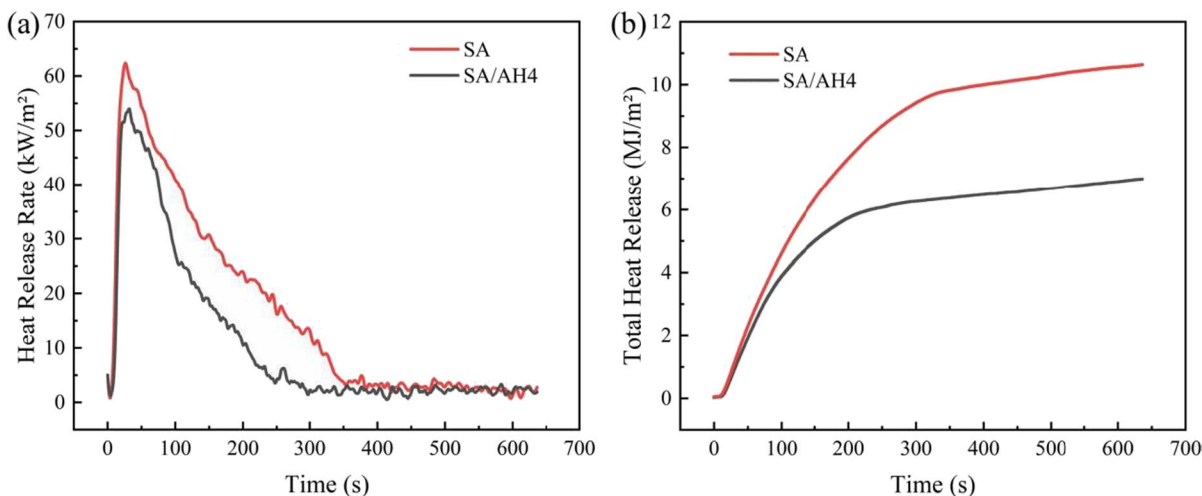 (a)
Heat Release Rate (kW/m²)
70
60
50
40
30
20
10
0
SA
SA/AH4
0 100 200 300 400 500 600 700
Time (s)
(b)
Total Heat Release (MJ/m²)
12
10
8
6
4
2
0
SA
SA/AH4
0 100 200 300 400 500 600 700
Time (s)